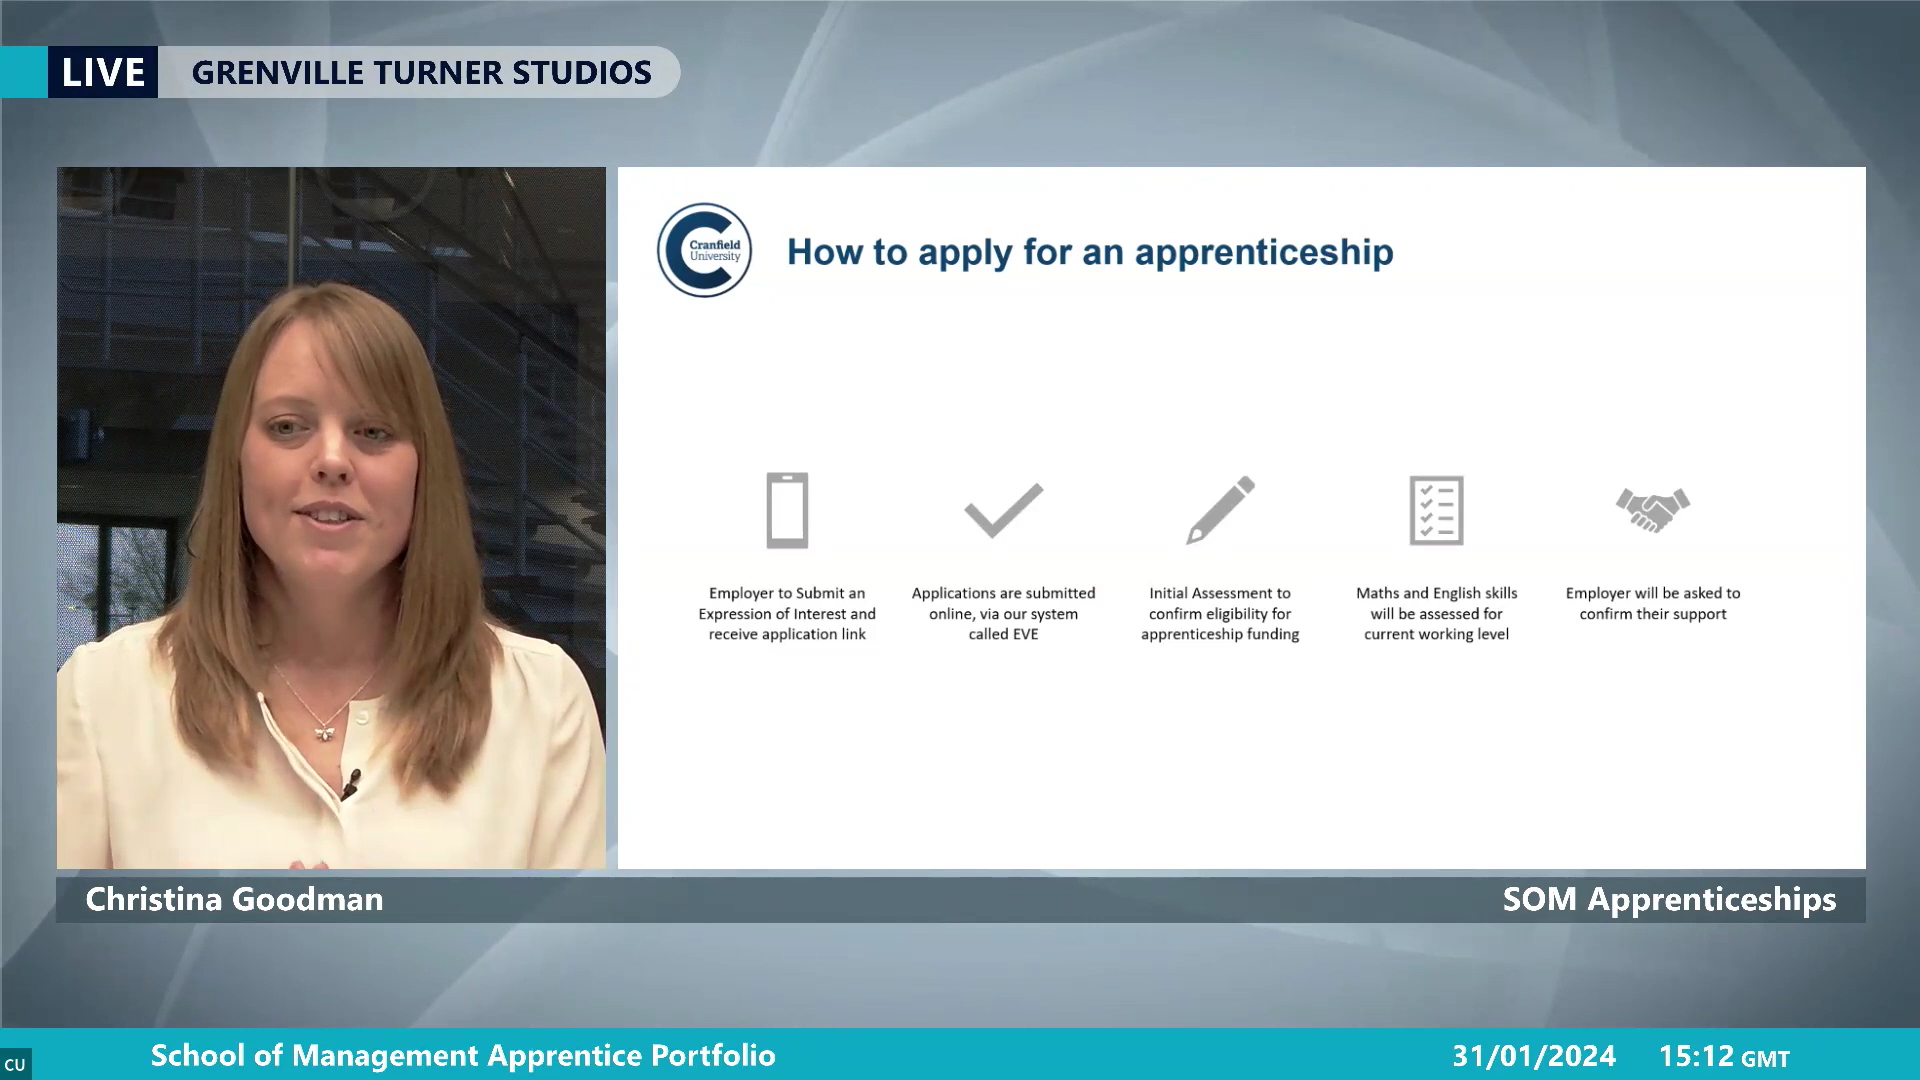 LIVE GRENVILLE TURNER STUDIOS
Cranfield
University
How to apply for an apprenticeship
Employer to Submit an
Expression of Interest and
receive application link
Applications are submitted
online, via our system
called EVE
Initial Assessment to
confirm eligibility for
apprenticeship funding
Maths and English skills
will be assessed for
current working level
Employer will be asked to
confirm their support
Christina Goodman
SOM Apprenticeships
CU
School of Management Apprentice Portfolio
31/01/2024 15:12 GMT